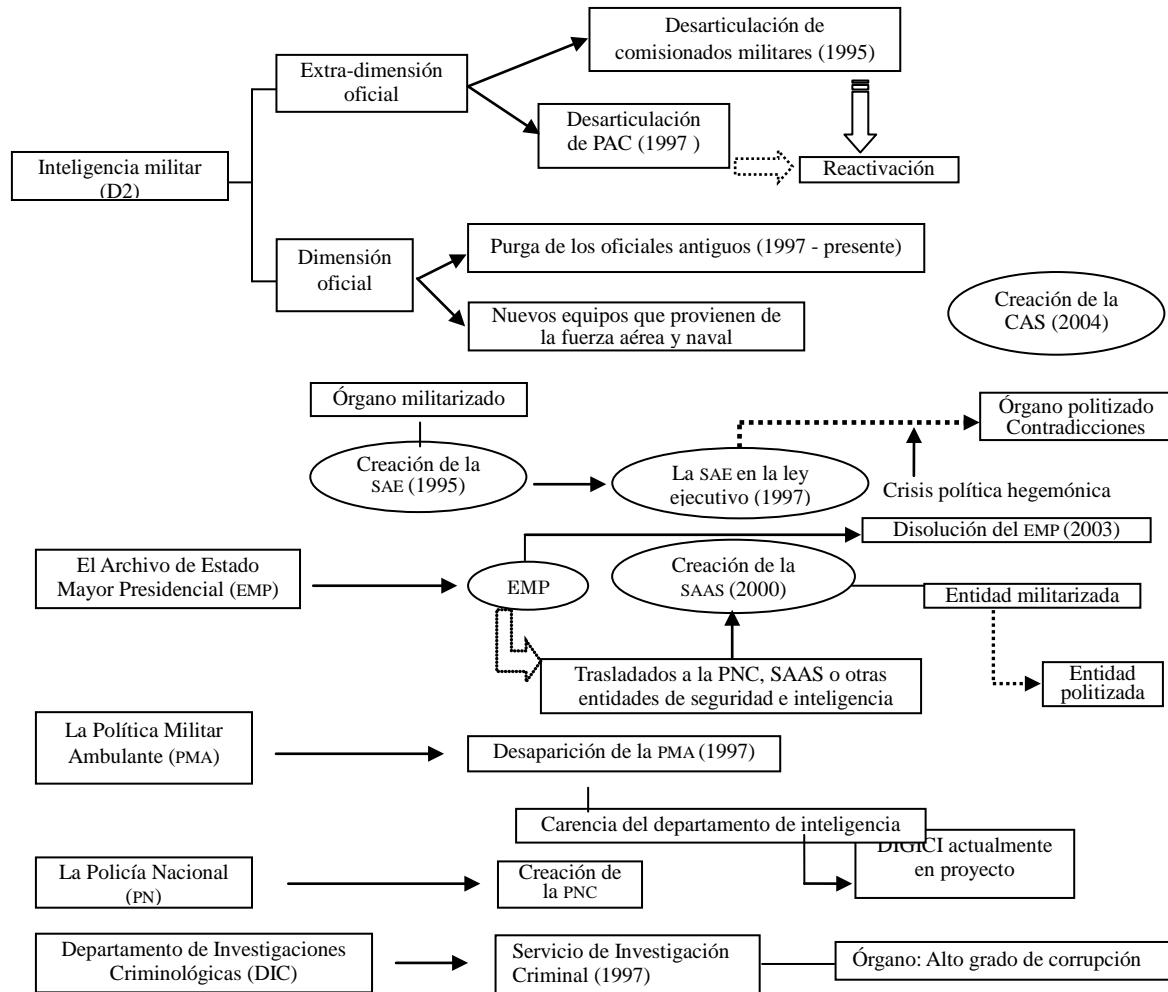 Desarticulación de
comisionados militares (1995)
Extra-dimensión
oficial
Desarticulación
de PAC (1997 )
Inteligencia militar
(D2)
Reactivación
Purga de los oficiales antiguos (1997 - presente)
Dimensión
oficial
Nuevos equipos que provienen de
la fuerza aérea y naval
Creación de la
CAS (2004)
Órgano militarizado
Órgano politizado
Contradicciones
Creación de la
SAE (1995)
La SAE en la ley
ejecutivo (1997)
Crisis política hegemónica
Disolución del EMP (2003)
El Archivo de Estado
Mayor Presidencial (EMP)
EMP
Creación de la
SAAS (2000)
Entidad militarizada
Trasladados a la PNC, SAAS o otras
entidades de seguridad e inteligencia
Entidad
politizada
La Política Militar
Ambulante (PMA)
Desaparición de la PMA (1997)
Carencia del departamento de inteligencia
DIGICI actualmente
en proyecto
La Policía Nacional
(PN)
Creación de
la PNC
Departamento de Investigaciones
Criminológicas (DIC)
Servicio de Investigación
Criminal (1997)
Órgano: Alto grado de corrupción